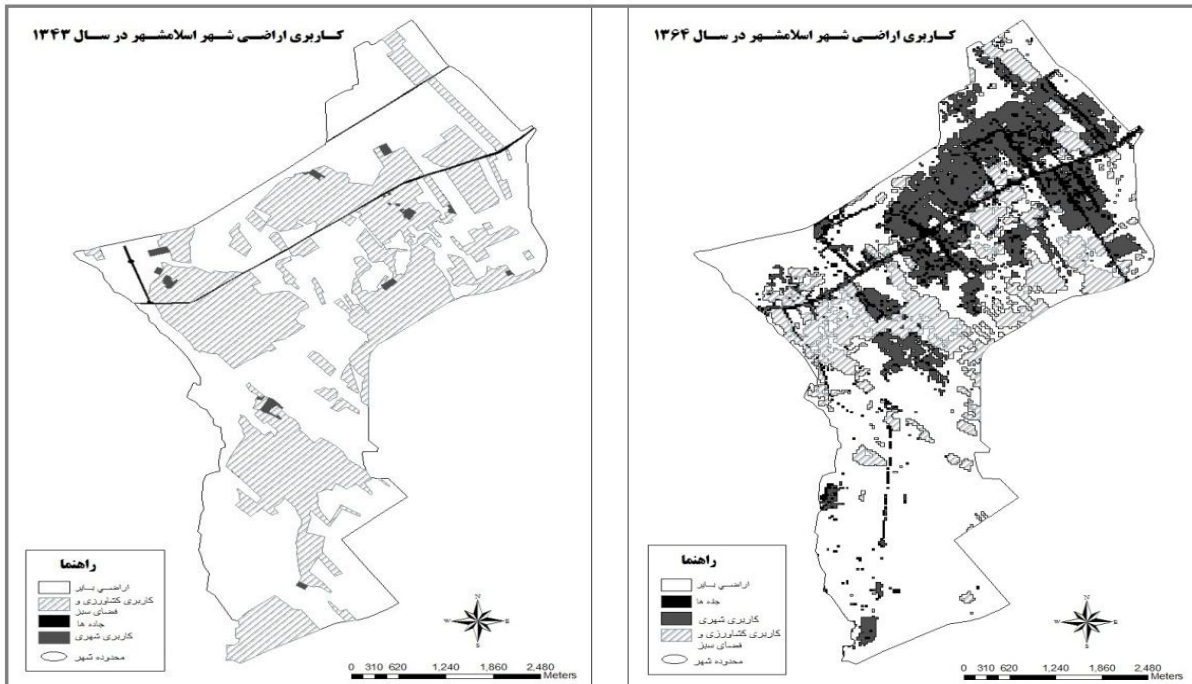 کاربری اراضی شهر اسلامشهر در سال ۱۳۴۳
راهنما
اراضی بایر
کاربری کشاورزی و
فضای سبز
جاده ها
کاربری شهری
محدوده شهر
N
W
E
S
0 310 620 1,240 1,860 2,480
Meters
کاربری اراضی شهر اسلامشهر در سال ۱۳۶۴
راهنما
اراضی بایر
جاده ها
کاربری شهری
کاربری کشاورزی و
فضای سبز
محدوده شهر
N
W
E
S
0 310 620 1,240 1,860 2,480
Meters